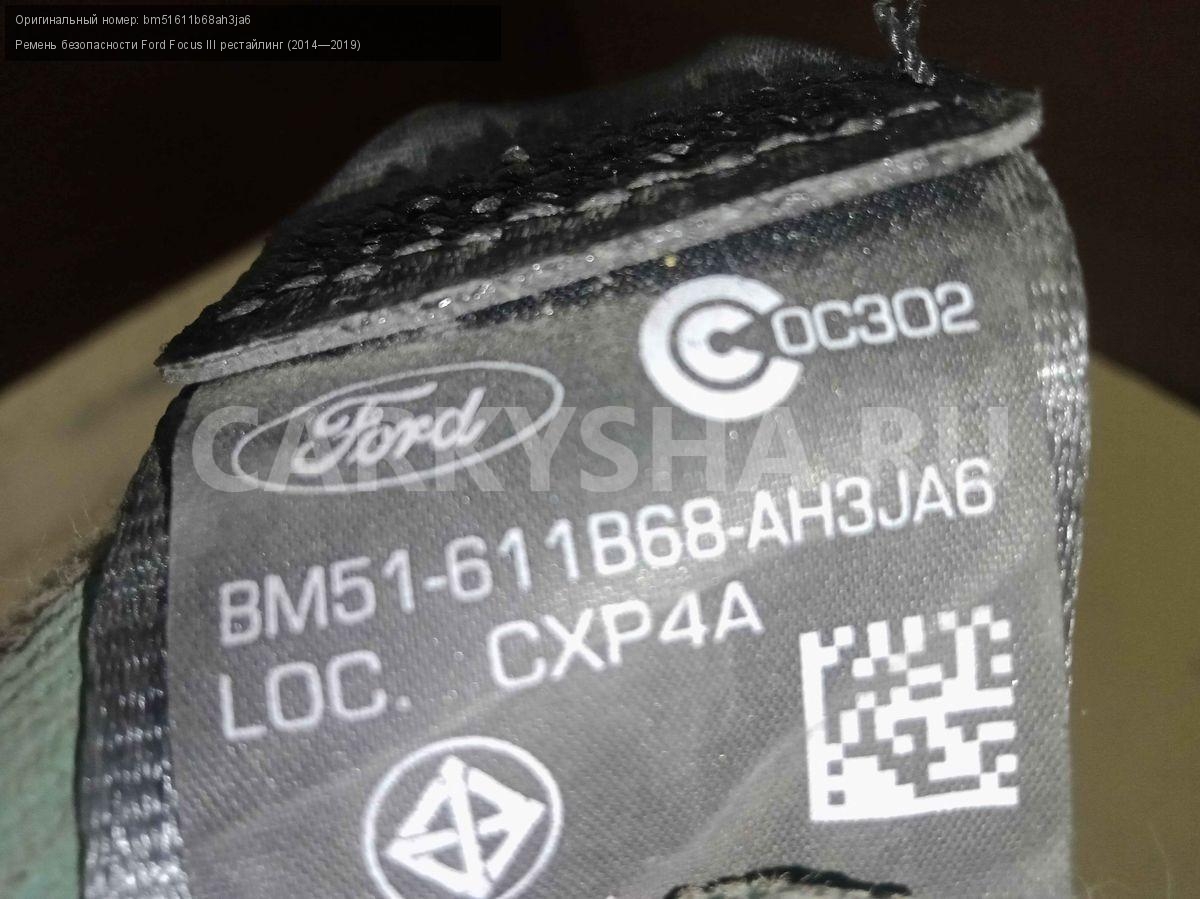 Оригинальный номер: bm51611b68ah3ja6
Ремень безопасности Ford Focus III рестайлинг (2014—2019)
C 0C302
Ford
CARKYSHA.RU
BM51-611B68-AH3JA6
LOC. CXP4A